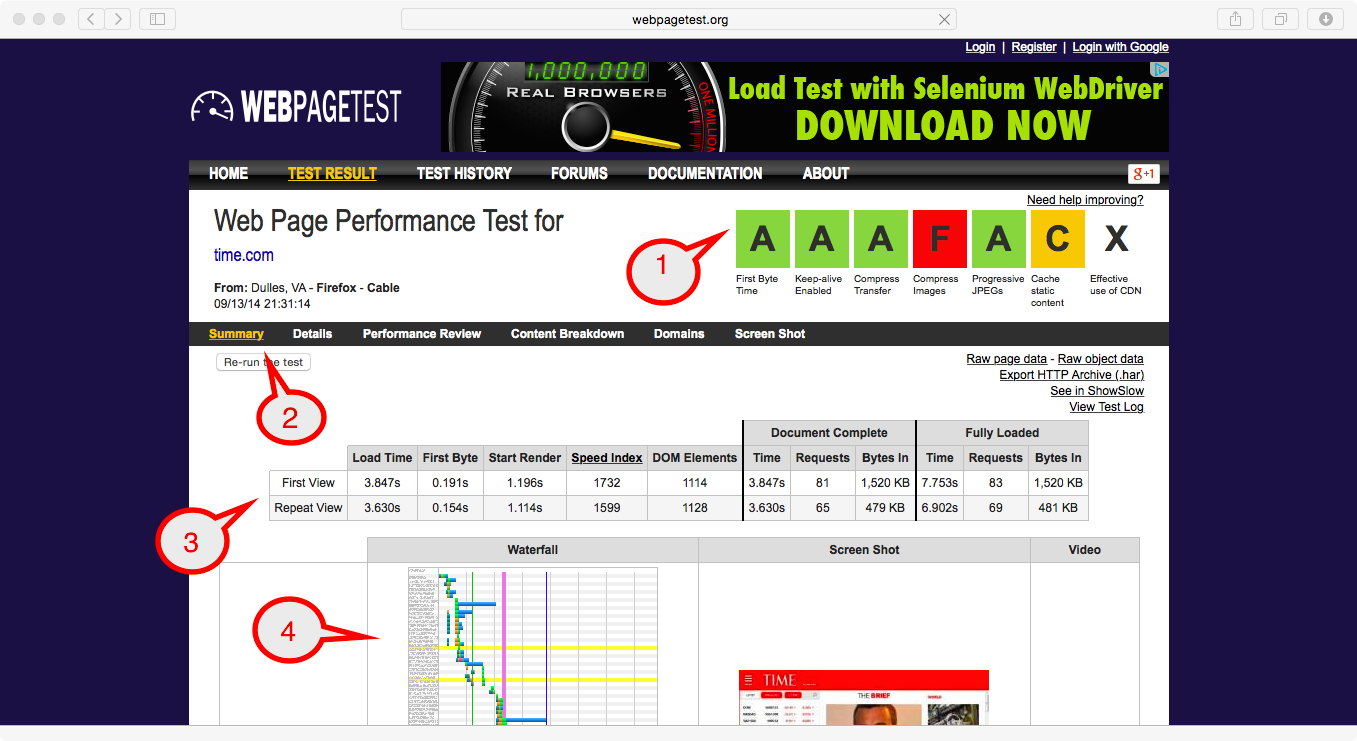 webpagetest.org
Login | Register | Login with Google
1,000,000
REAL BROWSERS
ONE MILLION
Load Test with Selenium WebDriver
DOWNLOAD NOW
WEBPAGETEST
HOME TEST RESULT TEST HISTORY FORUMS DOCUMENTATION ABOUT
g+1
Need help improving?
Web Page Performance Test for
time.com
From: Dulles, VA - Firefox - Cable
09/13/14 21:31:14
1
A A A F A C X
First Byte Time
Keep-alive Enabled
Compress Transfer
Compress Images
Progressive JPEGs
Cache static content
Effective use of CDN
Summary Details Performance Review Content Breakdown Domains Screen Shot
Re-run the test
Raw page data - Raw object data
Export HTTP Archive (.har)
See in ShowSlow
View Test Log
2
Document Complete Fully Loaded
Load Time First Byte Start Render Speed Index DOM Elements Time Requests Bytes In Time Requests Bytes In
First View 3.847s 0.191s 1.196s 1732 1114 3.847s 81 1,520 KB 7.753s 83 1,520 KB
Repeat View 3.630s 0.154s 1.114s 1599 1128 3.630s 65 479 KB 6.902s 69 481 KB
3
Waterfall Screen Shot Video
4
TIME
THE BRIEF
WORLD